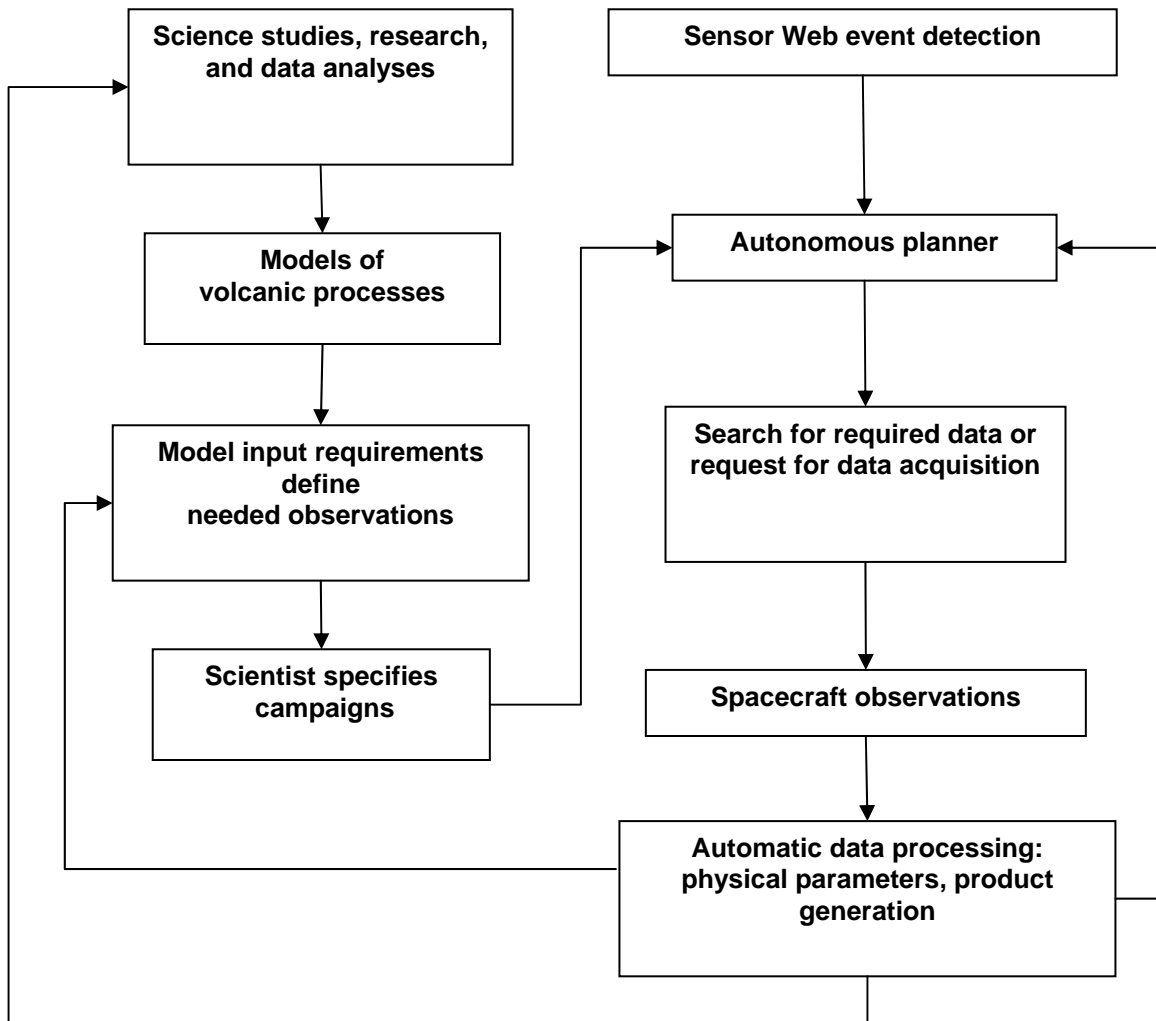 Science studies, research,
and data analyses
Sensor Web event detection
Models of
volcanic processes
Autonomous planner
Model input requirements
define
needed observations
Search for required data or
request for data acquisition
Scientist specifies
campaigns
Spacecraft observations
Automatic data processing:
physical parameters, product
generation